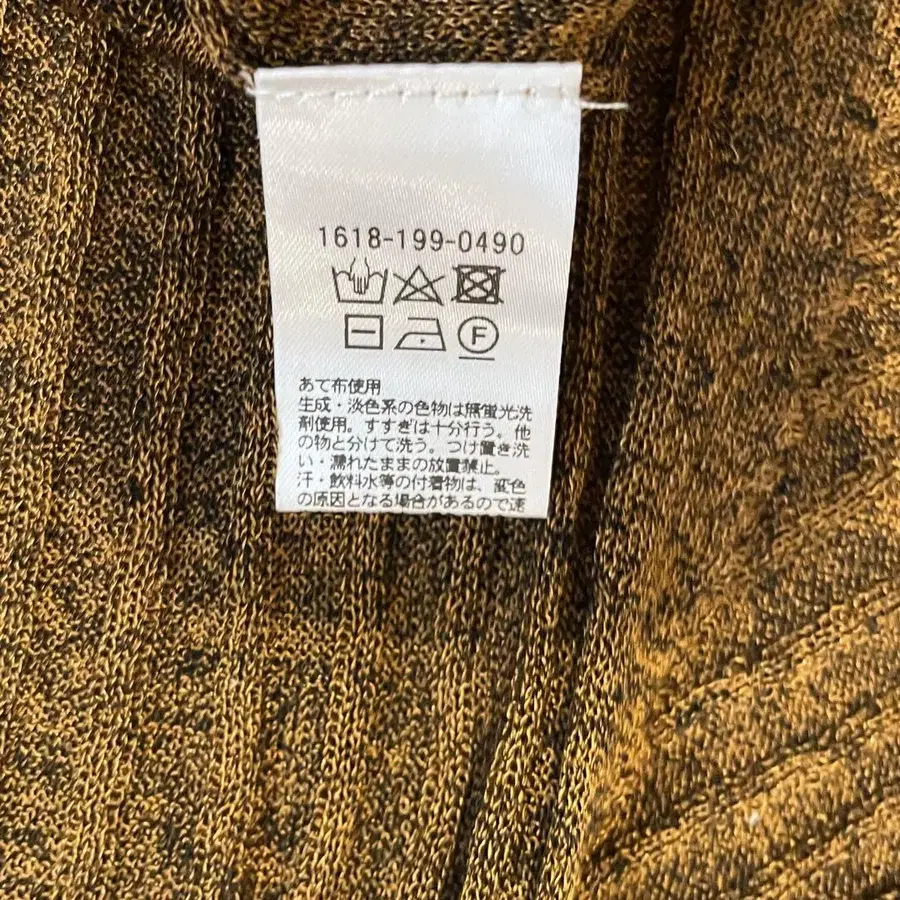 1618-199-0490
F
あて布使用
生成・淡色系の色物は無蛍光洗
剤使用。すすぎは十分行う。他
の物と分けて洗う。つけ置き洗
い・濡れたままの放置禁止。
汗・飲料水等の付着物は、変色
の原因となる場合があるので速